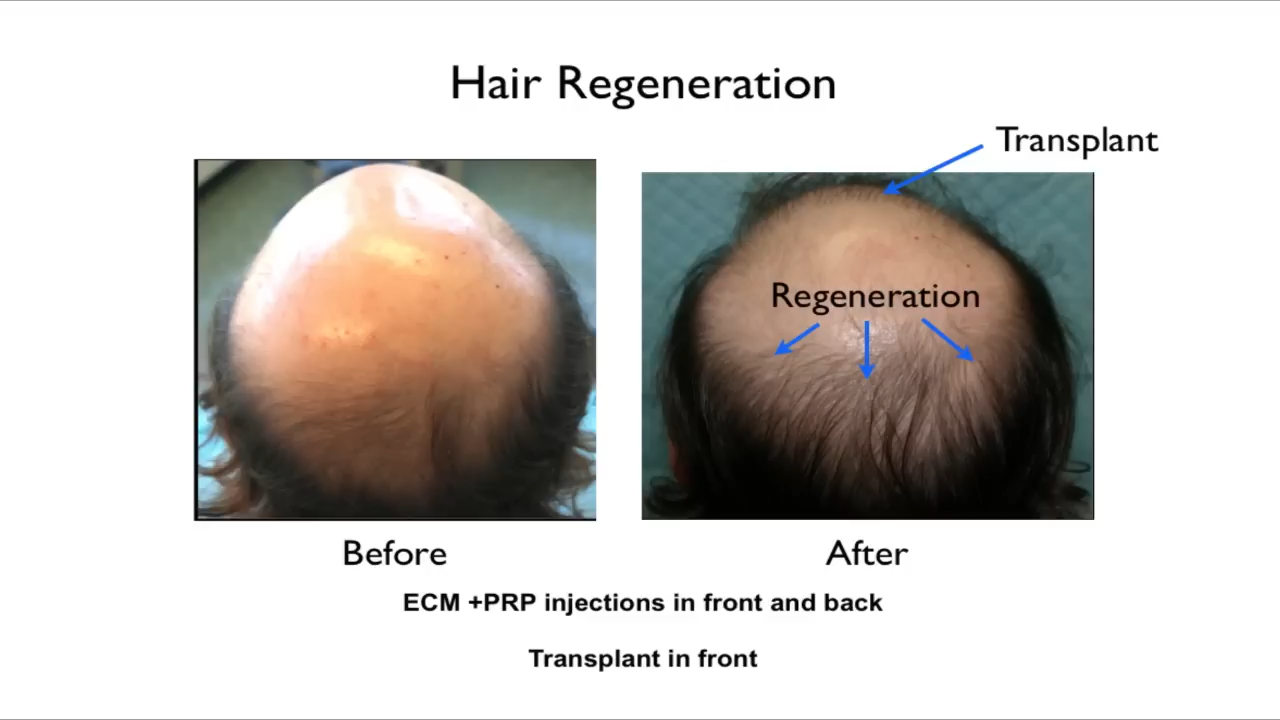 Hair Regeneration
Transplant
Regeneration
Before
After
ECM +PRP injections in front and back
Transplant in front